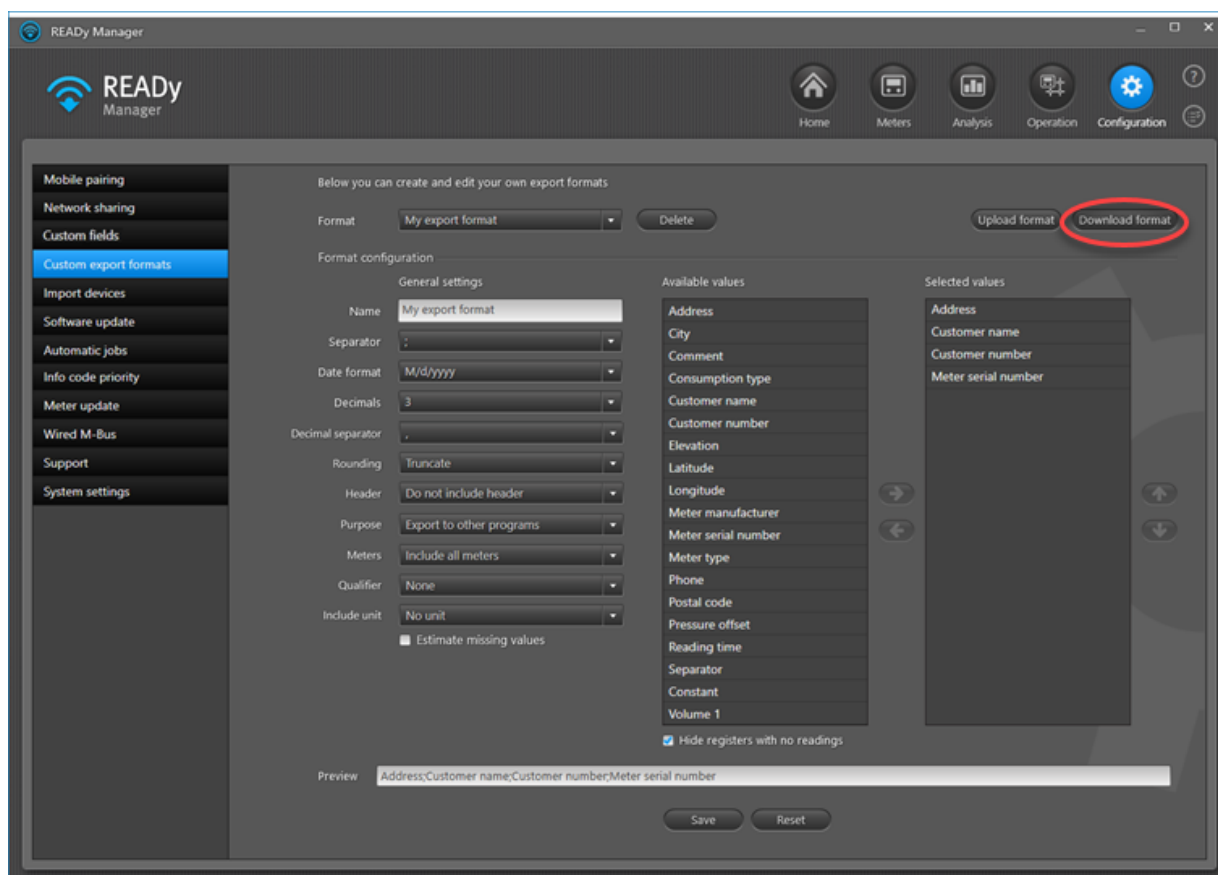 READy Manager
READy
Manager
Home
Meters
Analysis
Operation
Configuration
?
Mobile pairing
Network sharing
Custom fields
Custom export formats
Import devices
Software update
Automatic jobs
Info code priority
Meter update
Wired M-Bus
Support
System settings
Below you can create and edit your own export formats
Format My export format Delete Upload format Download format
Format configuration
General settings
Name My export format
Separator ;
Date format M/d/yyyy
Decimals 3
Decimal separator ,
Rounding Truncate
Header Do not include header
Purpose Export to other programs
Meters Include all meters
Qualifier None
Include unit No unit
Estimate missing values
Available values
Address
City
Comment
Consumption type
Customer name
Customer number
Elevation
Latitude
Longitude
Meter manufacturer
Meter serial number
Meter type
Phone
Postal code
Pressure offset
Reading time
Separator
Constant
Volume 1
Hide registers with no readings
Selected values
Address
Customer name
Customer number
Meter serial number
Preview Address;Customer name;Customer number;Meter serial number
Save Reset